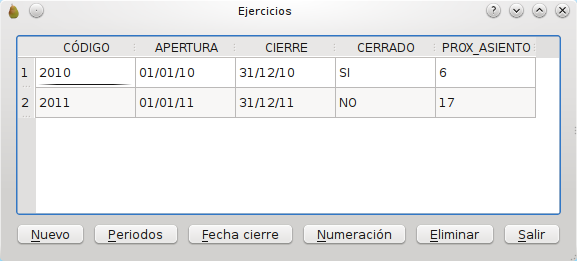 Ejercicios
CÓDIGO APERTURA CIERRE CERRADO PROX_ASIENTO
1 2010 01/01/10 31/12/10 SI 6
2 2011 01/01/11 31/12/11 NO 17
Nuevo Periodos Fecha cierre Numeración Eliminar Salir